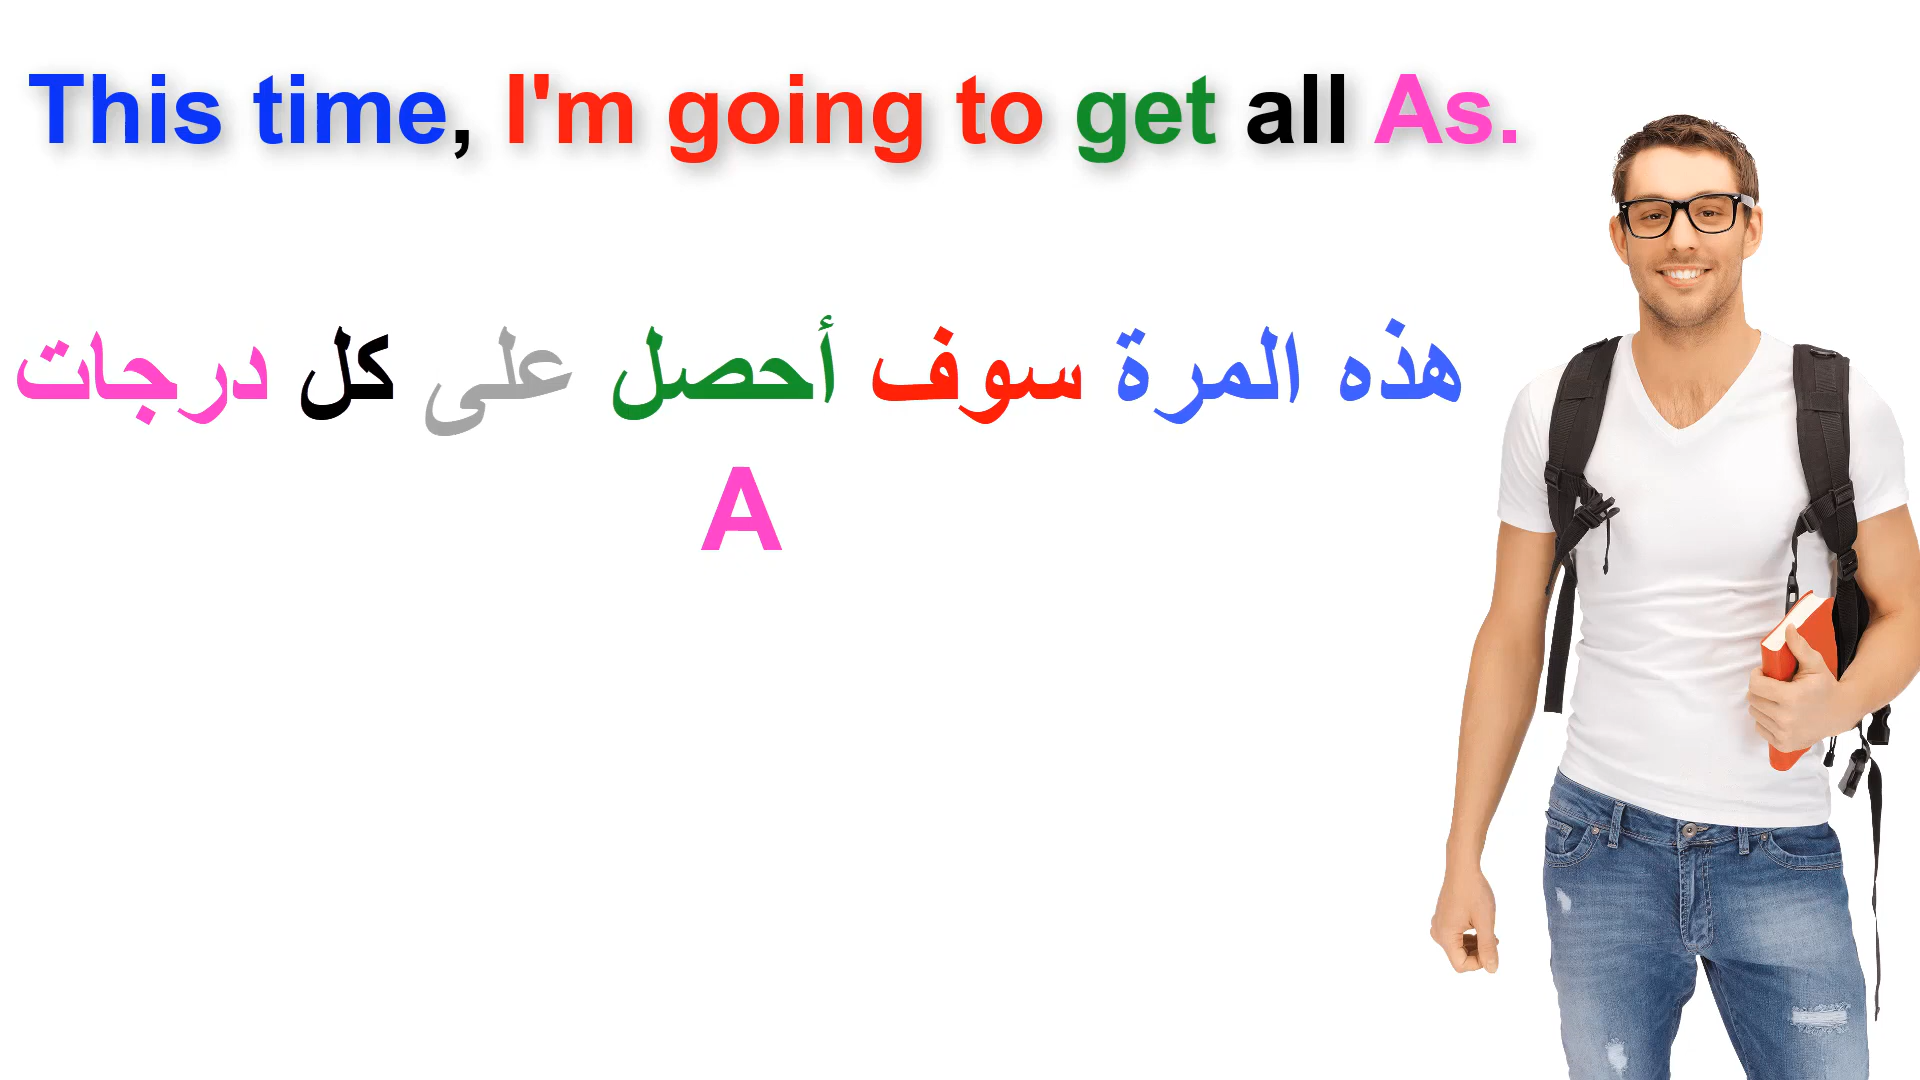 This time, I'm going to get all As.
هذه المرة سوف أحصل على كل درجات
A